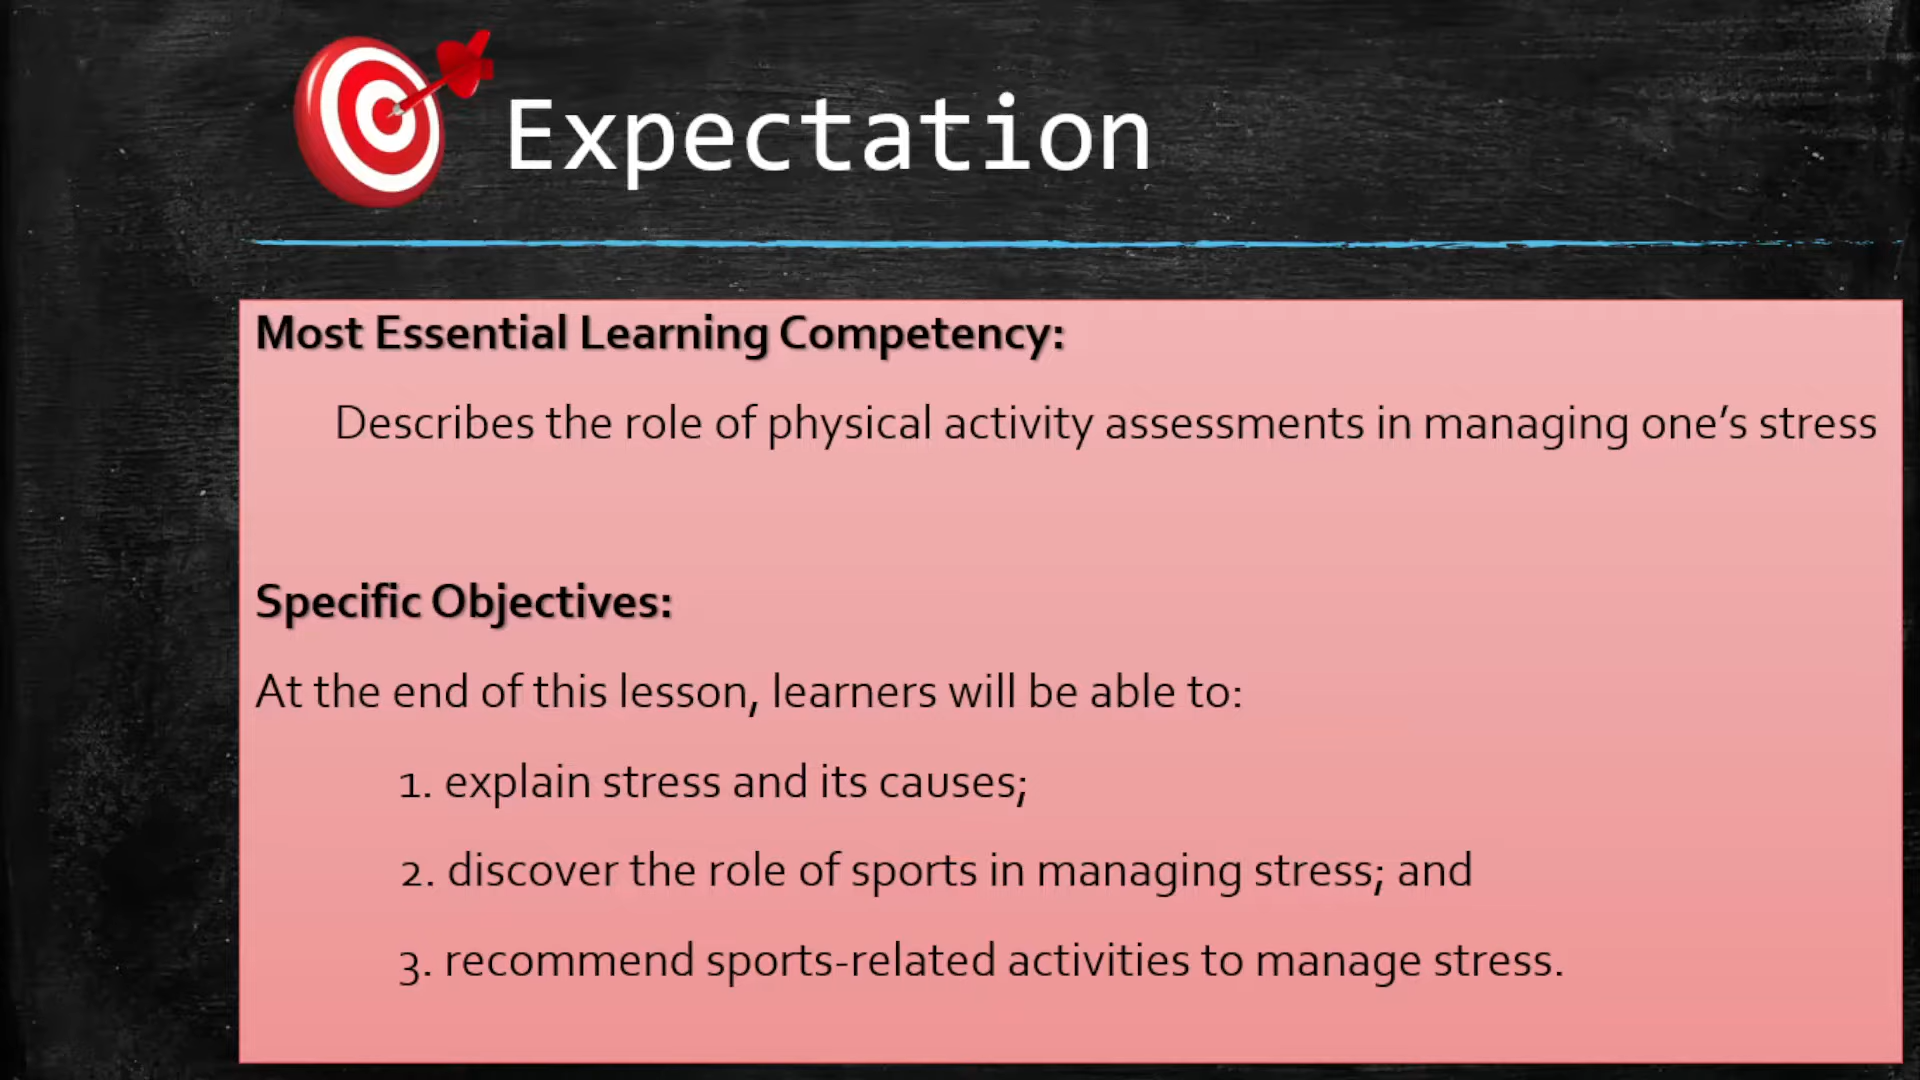 Expectation
Most Essential Learning Competency:
Describes the role of physical activity assessments in managing one’s stress
Specific Objectives:
At the end of this lesson, learners will be able to:
1. explain stress and its causes;
2. discover the role of sports in managing stress; and
3. recommend sports-related activities to manage stress.